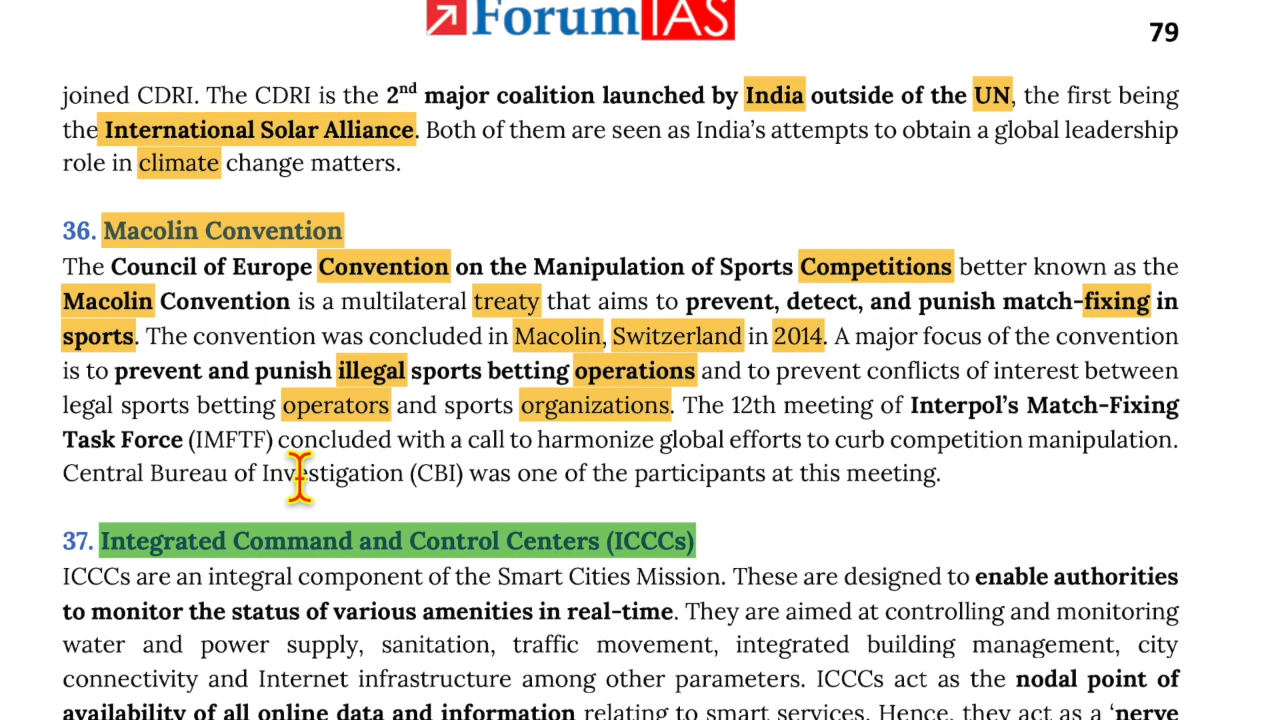 ForumIAS
79
joined CDRI. The CDRI is the 2nd major coalition launched by India outside of the UN, the first being
the International Solar Alliance. Both of them are seen as India’s attempts to obtain a global leadership
role in climate change matters.
36. Macolin Convention
The Council of Europe Convention on the Manipulation of Sports Competitions better known as the
Macolin Convention is a multilateral treaty that aims to prevent, detect, and punish match-fixing in
sports. The convention was concluded in Macolin, Switzerland in 2014. A major focus of the convention
is to prevent and punish illegal sports betting operations and to prevent conflicts of interest between
legal sports betting operators and sports organizations. The 12th meeting of Interpol’s Match-Fixing
Task Force (IMFTF) concluded with a call to harmonize global efforts to curb competition manipulation.
Central Bureau of Investigation (CBI) was one of the participants at this meeting.
37. Integrated Command and Control Centers (ICCCs)
ICCCs are an integral component of the Smart Cities Mission. These are designed to enable authorities
to monitor the status of various amenities in real-time. They are aimed at controlling and monitoring
water and power supply, sanitation, traffic movement, integrated building management, city
connectivity and Internet infrastructure among other parameters. ICCCs act as the nodal point of
availability of all online data and information relating to smart services. Hence, they act as a ‘nerve